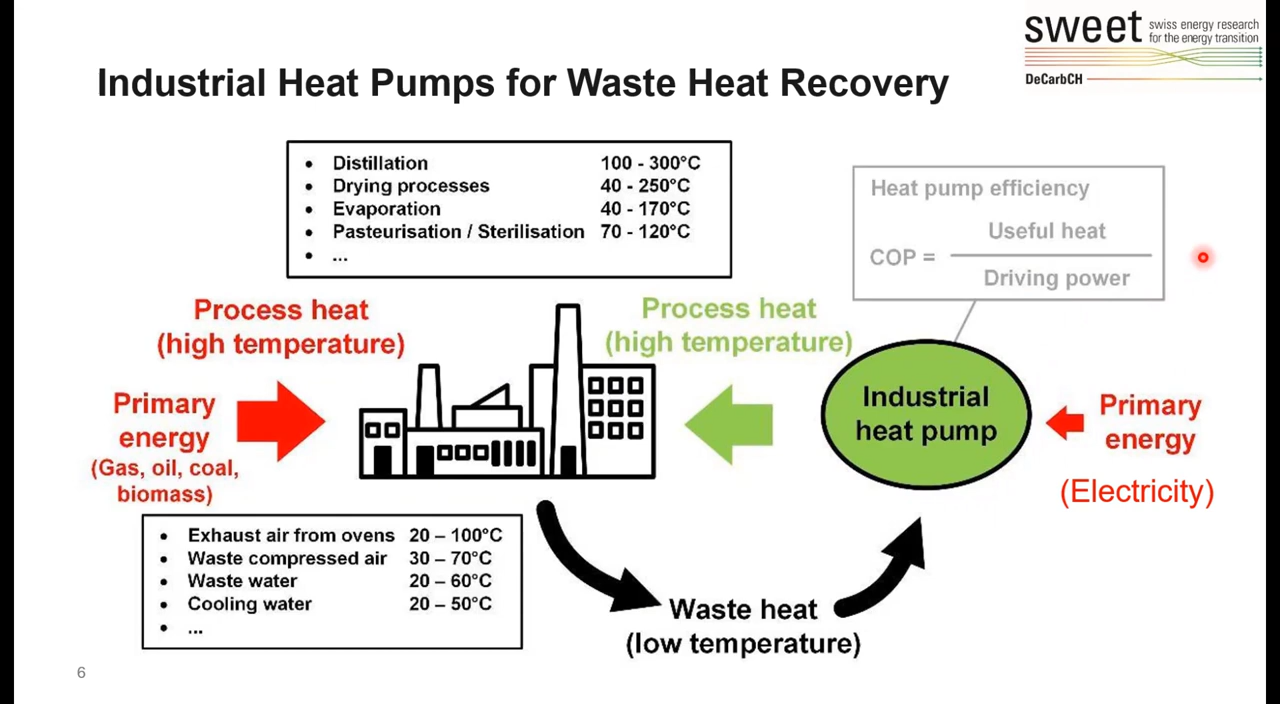 sweet swiss energy research
for the energy transition
DeCarbCH
Industrial Heat Pumps for Waste Heat Recovery
• Distillation 100 - 300°C
• Drying processes 40 - 250°C
• Evaporation 40 - 170°C
• Pasteurisation / Sterilisation 70 - 120°C
• ...
Heat pump efficiency
COP = Useful heat
Driving power
Process heat
(high temperature)
Process heat
(high temperature)
Primary
energy
(Gas, oil, coal,
biomass)
Industrial
heat pump
Primary
energy
(Electricity)
• Exhaust air from ovens 20 – 100°C
• Waste compressed air 30 – 70°C
• Waste water 20 – 60°C
• Cooling water 20 – 50°C
• ...
Waste heat
(low temperature)
6